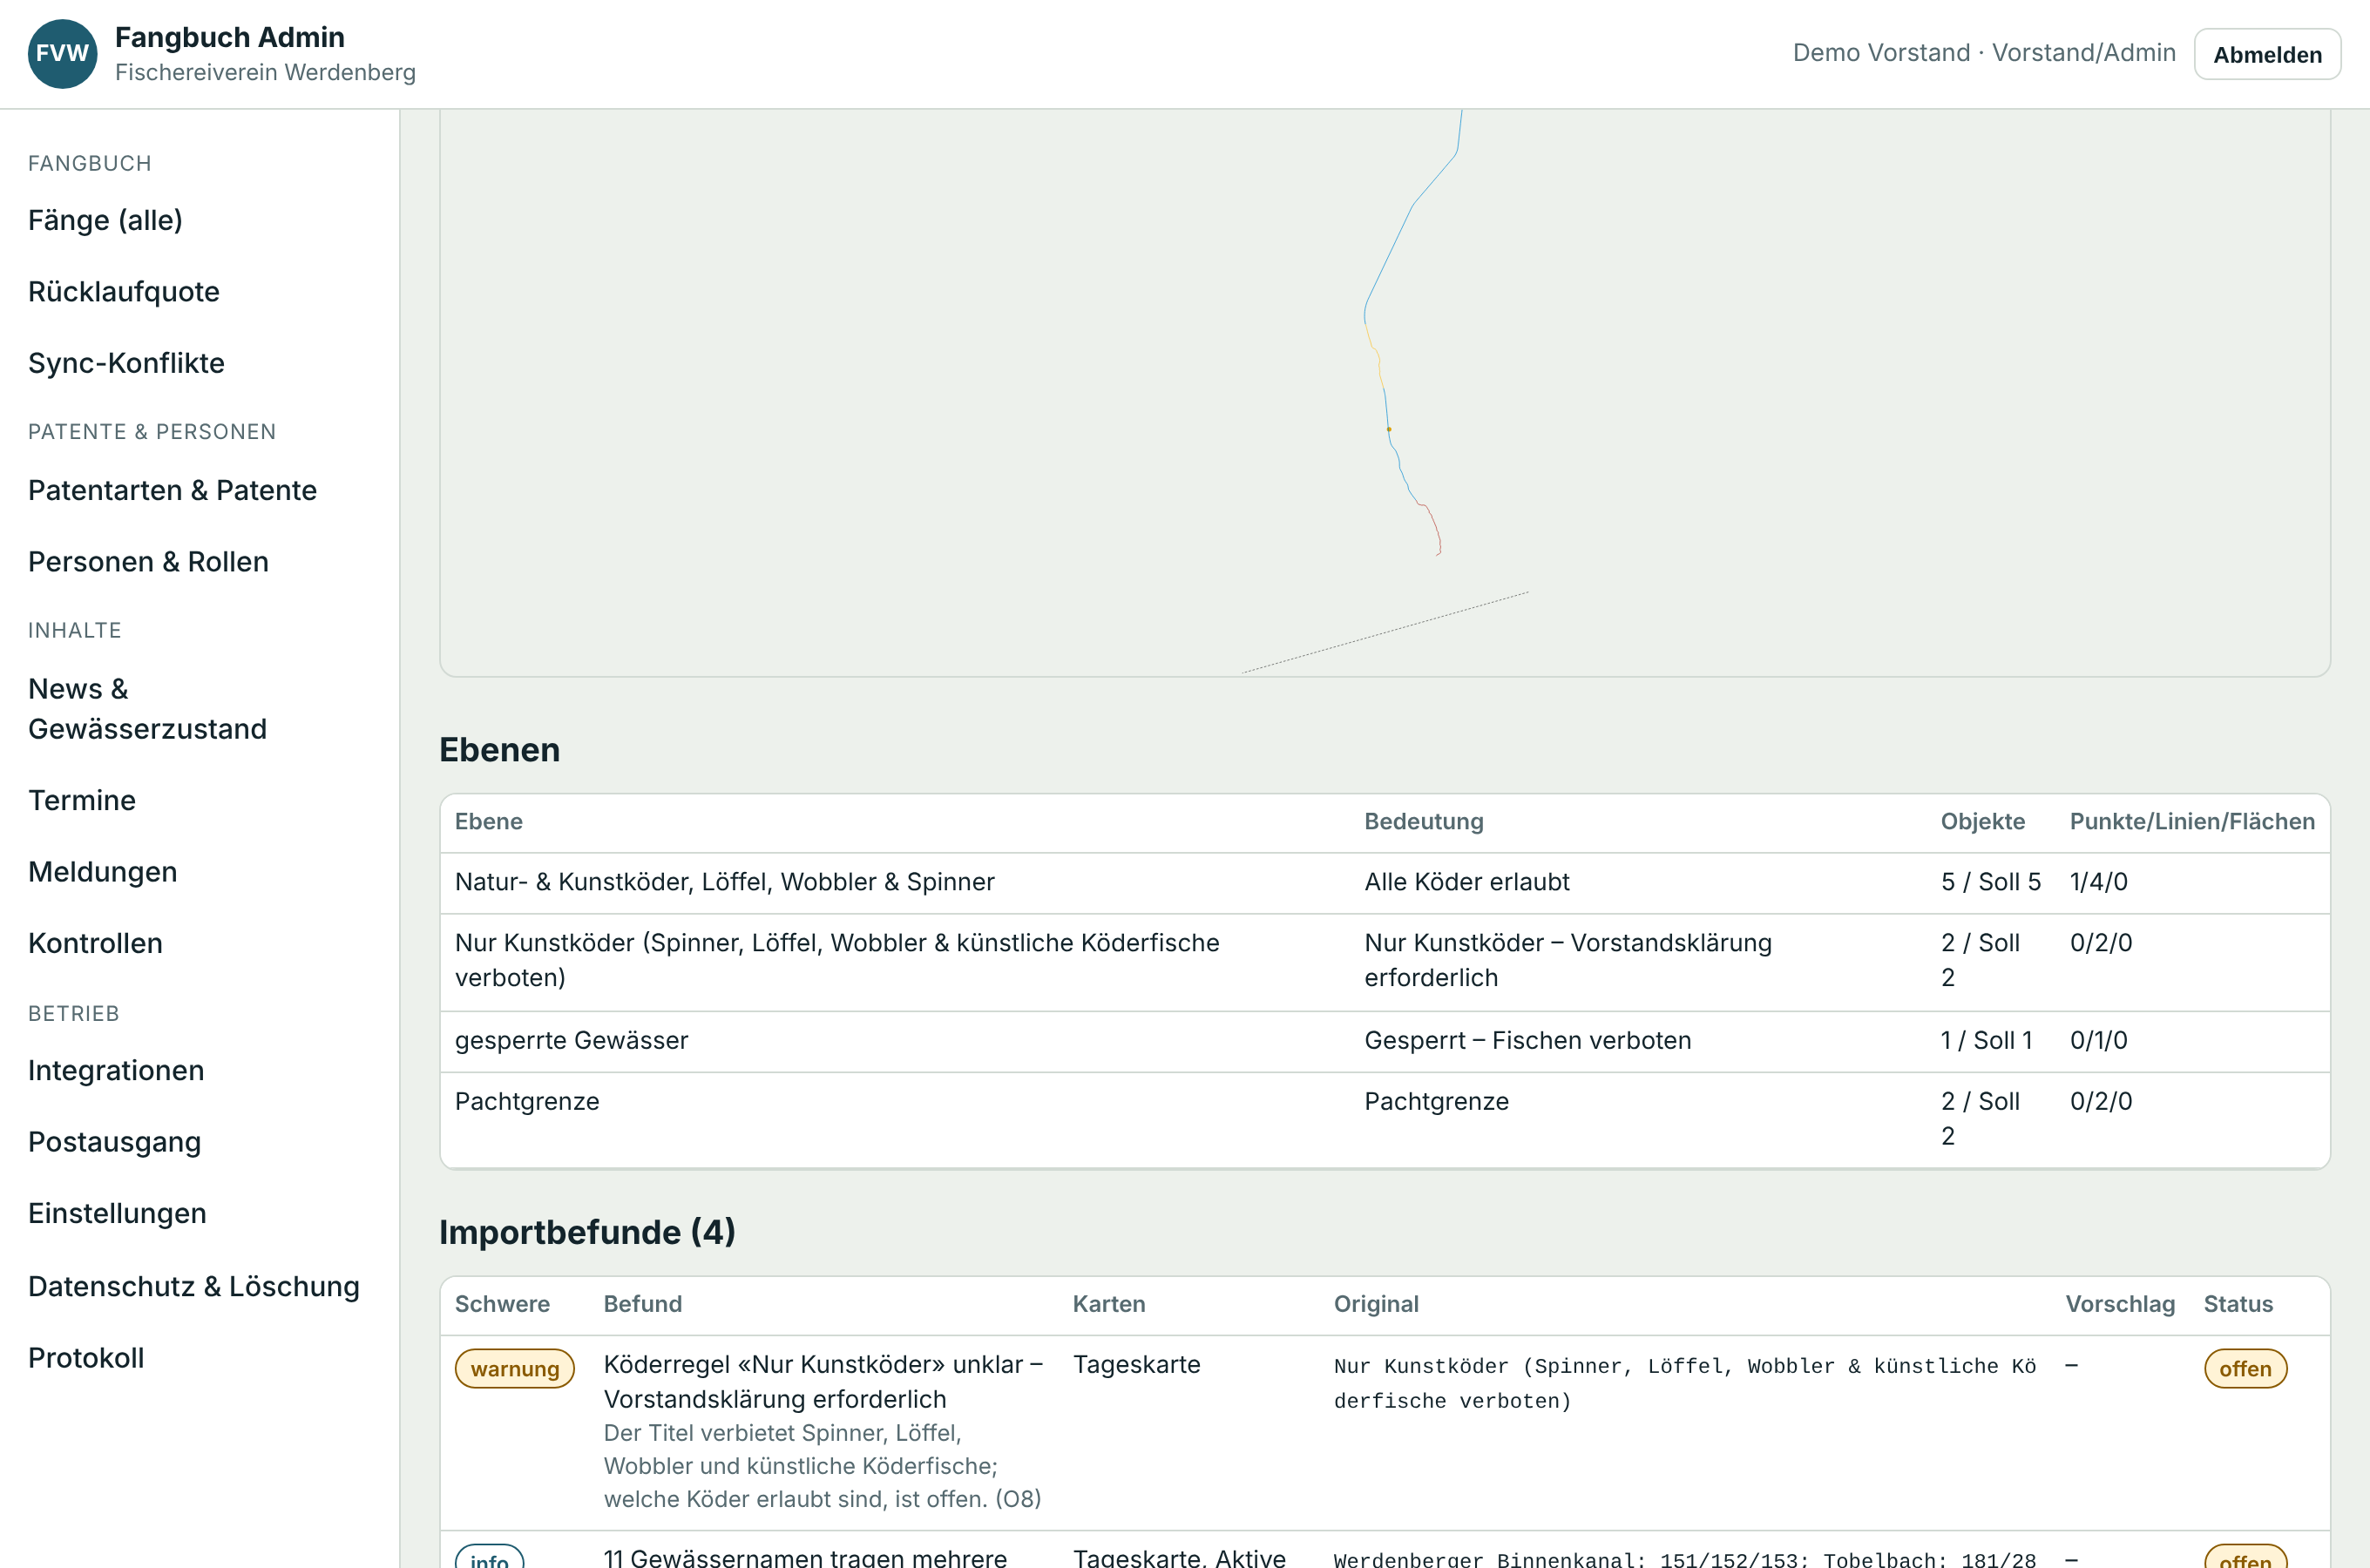 FVW
Fangbuch Admin
Fischereiverein Werdenberg
Demo Vorstand · Vorstand/Admin
Abmelden
FANGBUCH
Fänge (alle)
Rücklaufquote
Sync-Konflikte
PATENTE & PERSONEN
Patentarten & Patente
Personen & Rollen
INHALTE
News &
Gewässerzustand
Termine
Meldungen
Kontrollen
BETRIEB
Integrationen
Postausgang
Einstellungen
Datenschutz & Löschung
Protokoll
Ebenen
Ebene Bedeutung Objekte Punkte/Linien/Flächen
Natur- & Kunstköder, Löffel, Wobbler & Spinner Alle Köder erlaubt 5 / Soll 5 1/4/0
Nur Kunstköder (Spinner, Löffel, Wobbler & künstliche Köderfische Nur Kunstköder – Vorstandsklärung 2 / Soll 0/2/0
verboten) erforderlich 2
gesperrte Gewässer Gesperrt – Fischen verboten 1 / Soll 1 0/1/0
Pachtgrenze Pachtgrenze 2 / Soll 0/2/0
2
Importbefunde (4)
Schwere Befund Karten Original Vorschlag Status
warnung Köderregel «Nur Kunstköder» unklar – Tageskarte Nur Kunstköder (Spinner, Löffel, Wobbler & künstliche Kö – offen
Vorstandsklärung erforderlich derfische verboten)
Der Titel verbietet Spinner, Löffel,
Wobbler und künstliche Köderfische;
welche Köder erlaubt sind, ist offen. (O8)
info 11 Gewässernamen tragen mehrere Tageskarte, Aktive Werdenberger Binnenkanal: 151/152/153; Tobelbach: 181/28 – offen